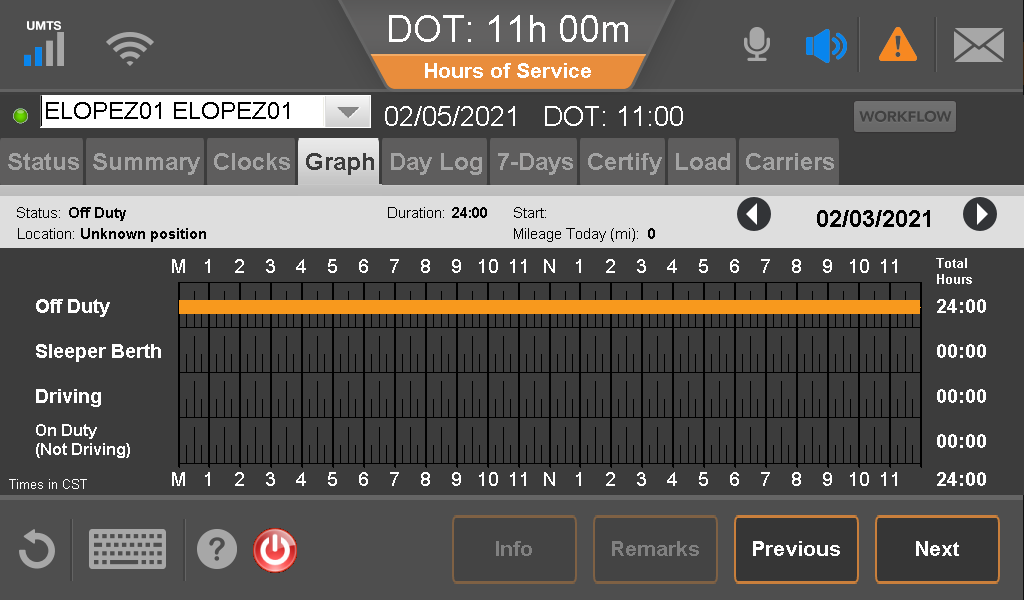 UMTS
DOT: 11h 00m
Hours of Service
ELOPEZ01 ELOPEZ01
02/05/2021 DOT: 11:00
WORKFLOW
Status Summary Clocks Graph Day Log 7-Days Certify Load Carriers
Status: Off Duty Duration: 24:00 Start:
Location: Unknown position Mileage Today (mi): 0
02/03/2021
M 1 2 3 4 5 6 7 8 9 10 11 N 1 2 3 4 5 6 7 8 9 10 11
Total
Hours
Off Duty 24:00
Sleeper Berth 00:00
Driving 00:00
On Duty
(Not Driving) 00:00
Times in CST M 1 2 3 4 5 6 7 8 9 10 11 N 1 2 3 4 5 6 7 8 9 10 11 24:00
? Info Remarks Previous Next